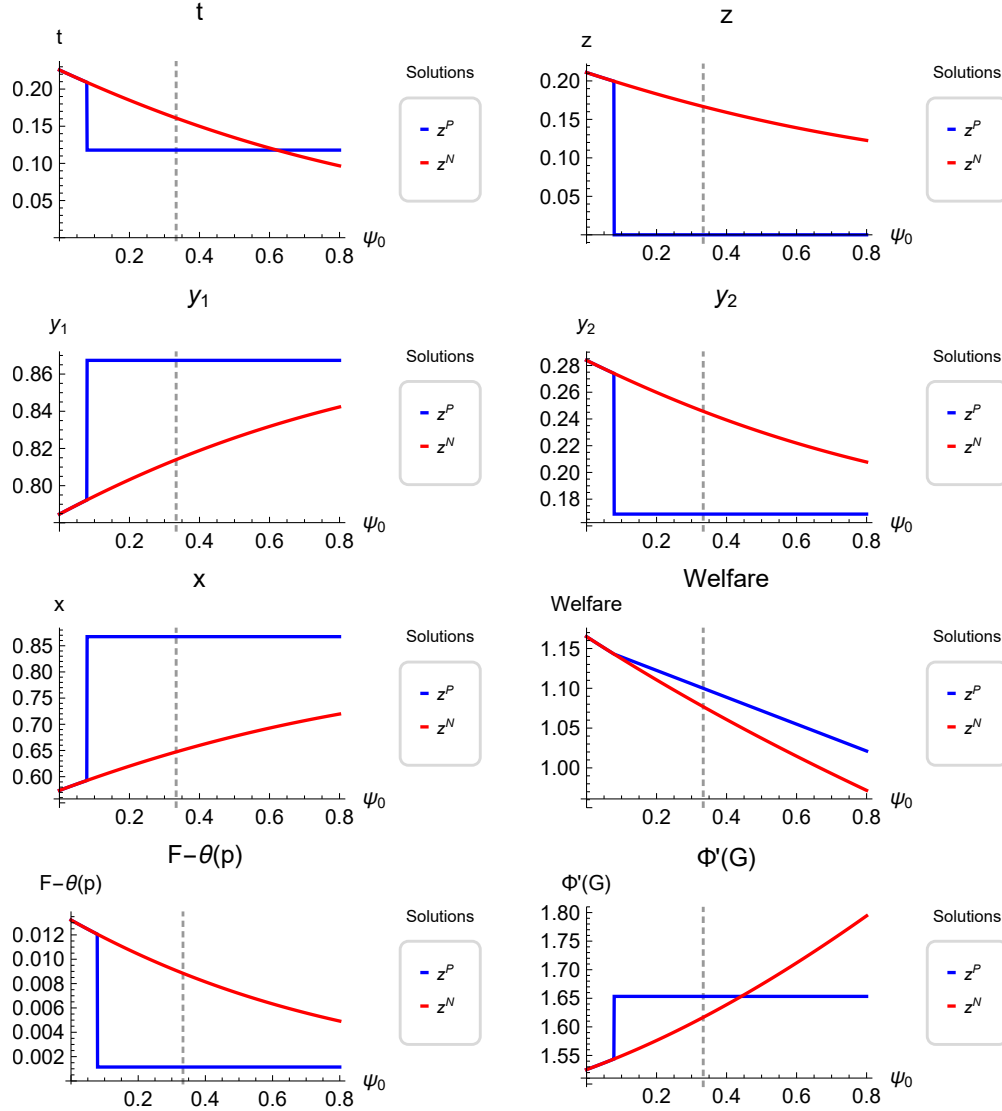 t
t
0.20
0.15
0.10
0.05
0.2 0.4 0.6 0.8
ψ0
Solutions
z^P
z^N
z
z
0.20
0.15
0.10
0.05
0.2 0.4 0.6 0.8
ψ0
Solutions
z^P
z^N
y1
y1
0.86
0.84
0.82
0.80
0.2 0.4 0.6 0.8
ψ0
Solutions
z^P
z^N
y2
y2
0.28
0.26
0.24
0.22
0.20
0.18
0.2 0.4 0.6 0.8
ψ0
Solutions
z^P
z^N
x
x
0.85
0.80
0.75
0.70
0.65
0.60
0.2 0.4 0.6 0.8
ψ0
Solutions
z^P
z^N
Welfare
Welfare
1.15
1.10
1.05
1.00
0.2 0.4 0.6 0.8
ψ0
Solutions
z^P
z^N
F−θ(p)
F−θ(p)
0.012
0.010
0.008
0.006
0.004
0.002
0.2 0.4 0.6 0.8
ψ0
Solutions
z^P
z^N
Φ'(G)
Φ'(G)
1.80
1.75
1.70
1.65
1.60
1.55
0.2 0.4 0.6 0.8
ψ0
Solutions
z^P
z^N